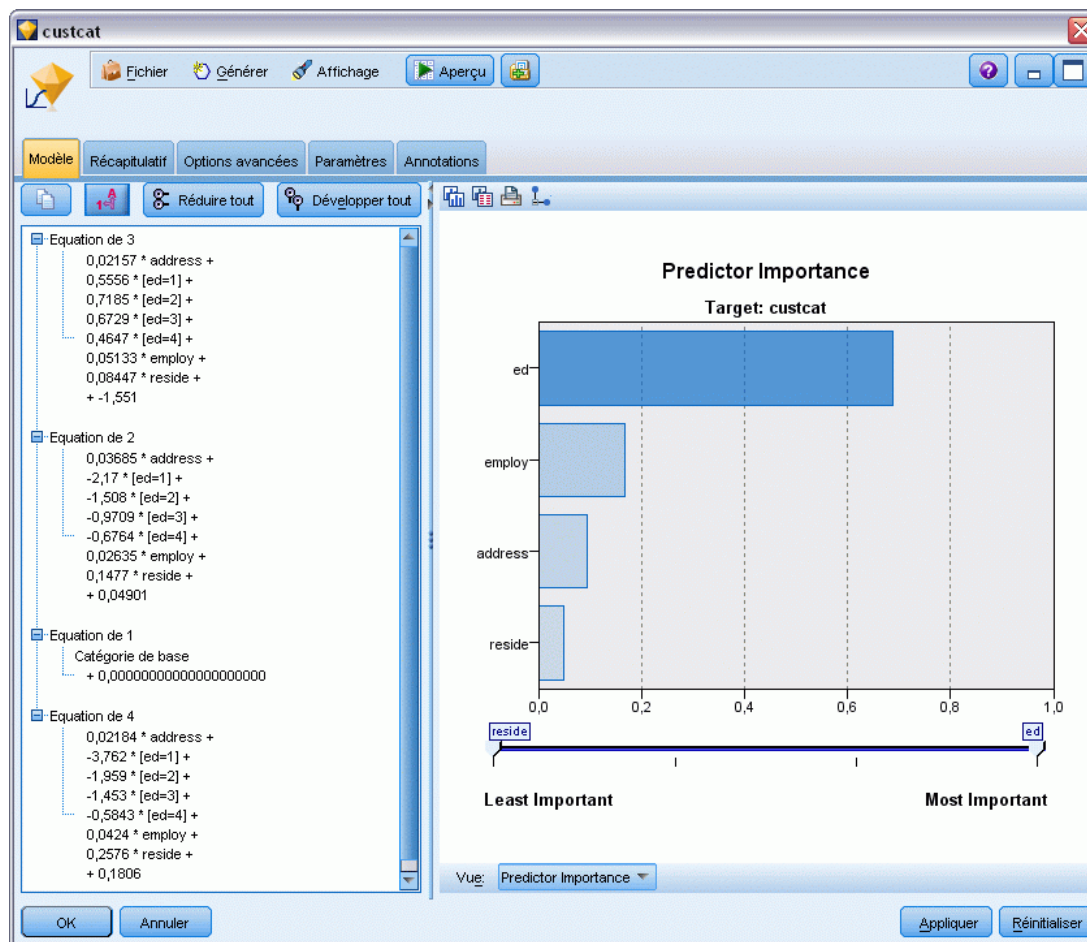 custcat
Fichier Générer Affichage Aperçu
Modèle Récapitulatif Options avancées Paramètres Annotations
Réduire tout Développer tout
Equation de 3
0,02157 * address +
0,5556 * [ed=1] +
0,7185 * [ed=2] +
0,6729 * [ed=3] +
0,4647 * [ed=4] +
0,05133 * employ +
0,08447 * reside +
+ -1,551
Equation de 2
0,03685 * address +
-2,17 * [ed=1] +
-1,508 * [ed=2] +
-0,9709 * [ed=3] +
-0,6764 * [ed=4] +
0,02635 * employ +
0,1477 * reside +
+ 0,04901
Equation de 1
Catégorie de base
+ 0,00000000000000000000
Equation de 4
0,02184 * address +
-3,762 * [ed=1] +
-1,959 * [ed=2] +
-1,453 * [ed=3] +
-0,5843 * [ed=4] +
0,0424 * employ +
0,2576 * reside +
+ 0,1806
Predictor Importance
Target: custcat
ed
employ
address
reside
0,0 0,2 0,4 0,6 0,8 1,0
reside ed
Least Important Most Important
Vue: Predictor Importance
OK Annuler Appliquer Réinitialiser